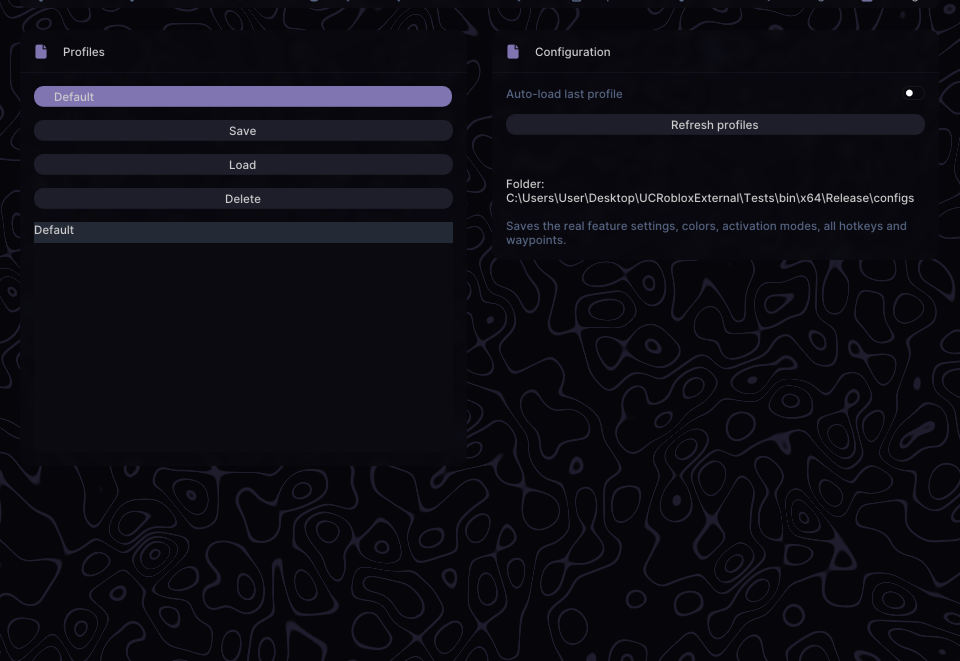 Profiles
Default
Save
Load
Delete
Default
Configuration
Auto-load last profile
Refresh profiles
Folder:
C:\Users\User\Desktop\UCRobloxExternal\Tests\bin\x64\Release\configs
Saves the real feature settings, colors, activation modes, all hotkeys and
waypoints.